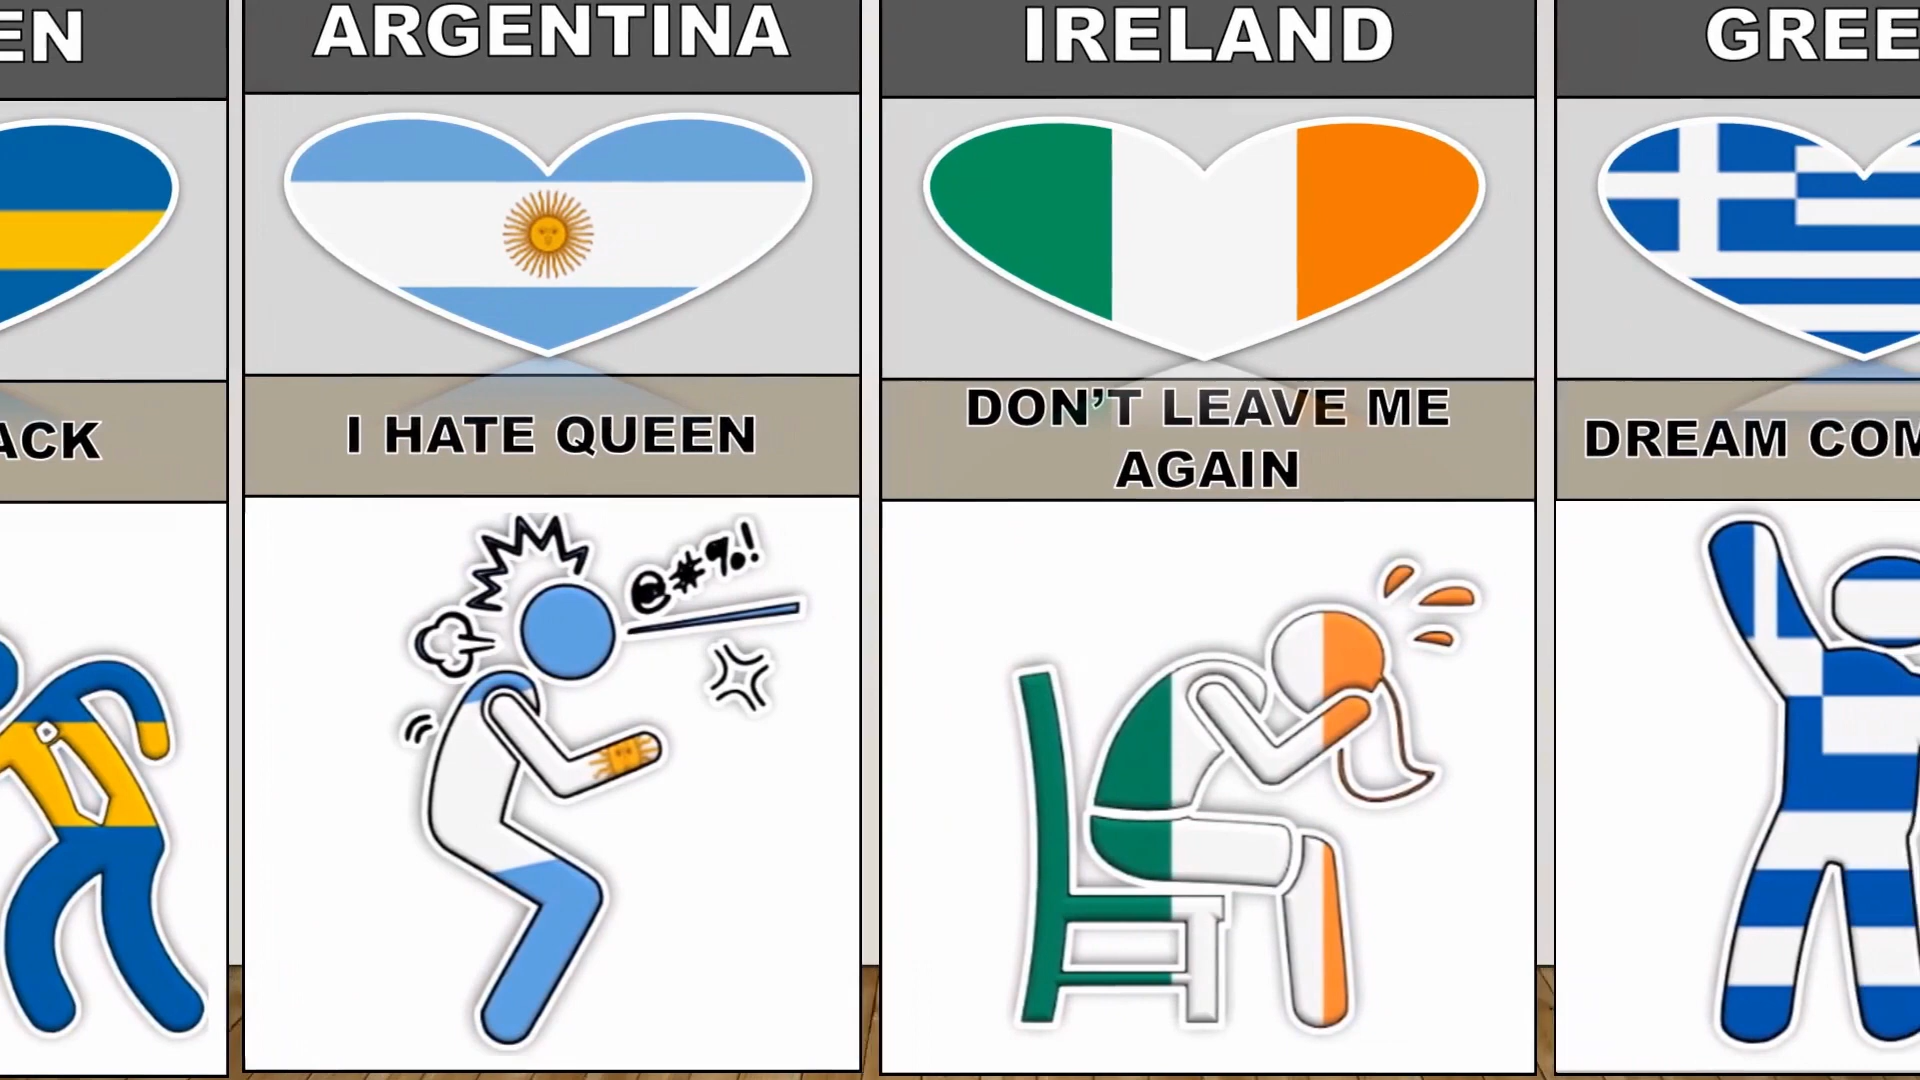 EN
ARGENTINA
IRELAND
GREE
ACK
I HATE QUEEN
DON’T LEAVE ME
AGAIN
DREAM COM
@#%!